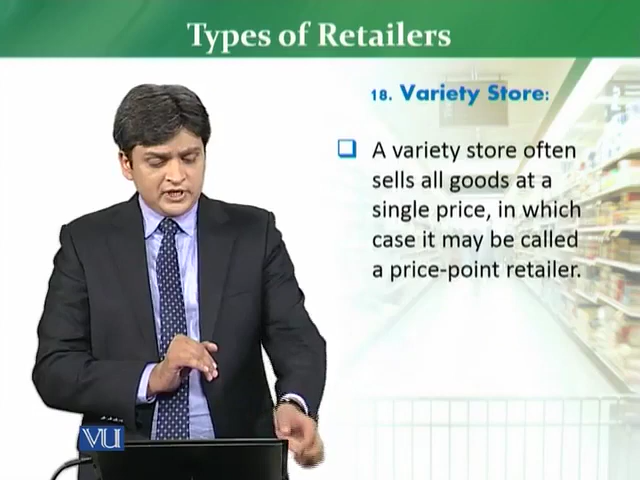 Types of Retailers
18. Variety Store:
A variety store often
sells all goods at a
single price, in which
case it may be called
a price-point retailer.
VU